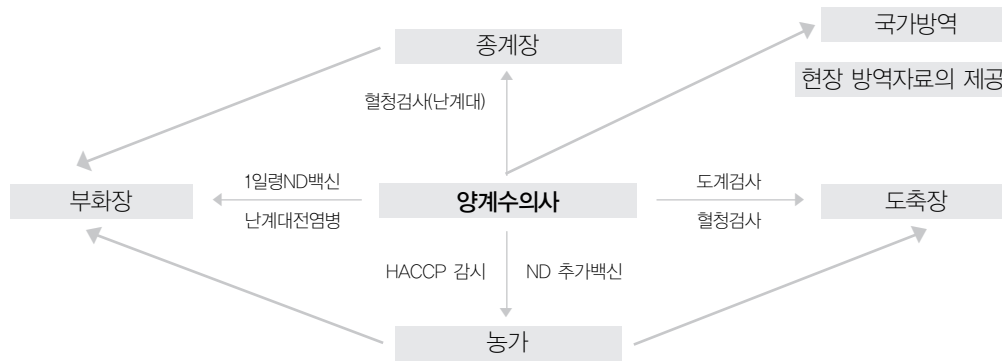 국가방역
종계장
현장 방역자료의 제공
혈청검사(난계대)
1일령ND백신
도계검사
부화장
양계수의사
도축장
난계대전염병
혈청검사
HACCP 감시
ND 추가백신
농가